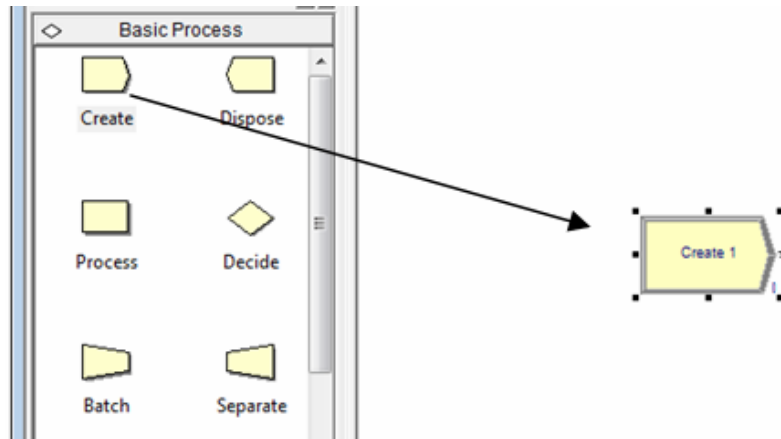 Basic Process
Create
Dispose
Process
Decide
Batch
Separate
Create 1